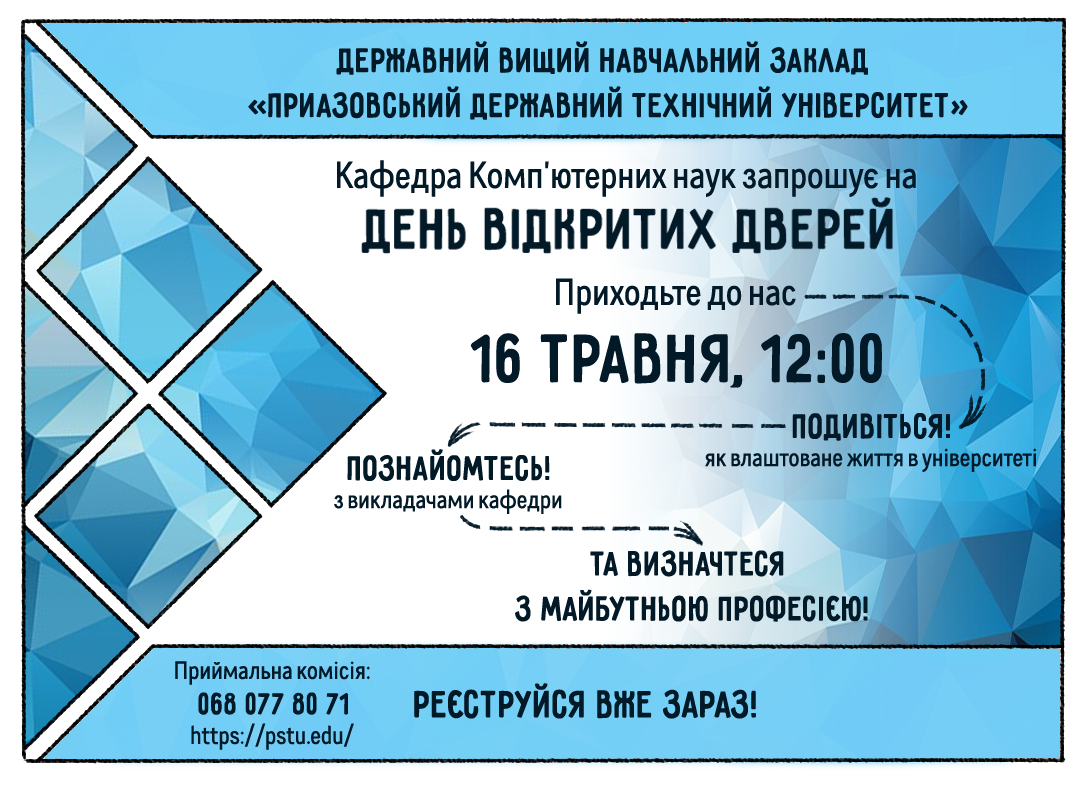 ДЕРЖАВНИЙ ВИЩИЙ НАВЧАЛЬНИЙ ЗАКЛАД
«ПРИАЗОВСЬКИЙ ДЕРЖАВНИЙ ТЕХНІЧНИЙ УНІВЕРСИТЕТ»
Кафедра Комп'ютерних наук запрошує на
ДЕНЬ ВІДКРИТИХ ДВЕРЕЙ
Приходьте до нас
16 ТРАВНЯ, 12:00
ПОДИВІТЬСЯ!
як влаштоване життя в університеті
ПОЗНАЙОМТЕСЬ!
з викладачами кафедри
ТА ВИЗНАЧТЕСЯ
З МАЙБУТНЬОЮ ПРОФЕСІЄЮ!
Приймальна комісія:
068 077 80 71
https://pstu.edu/
РЕЄСТРУЙСЯ ВЖЕ ЗАРАЗ!